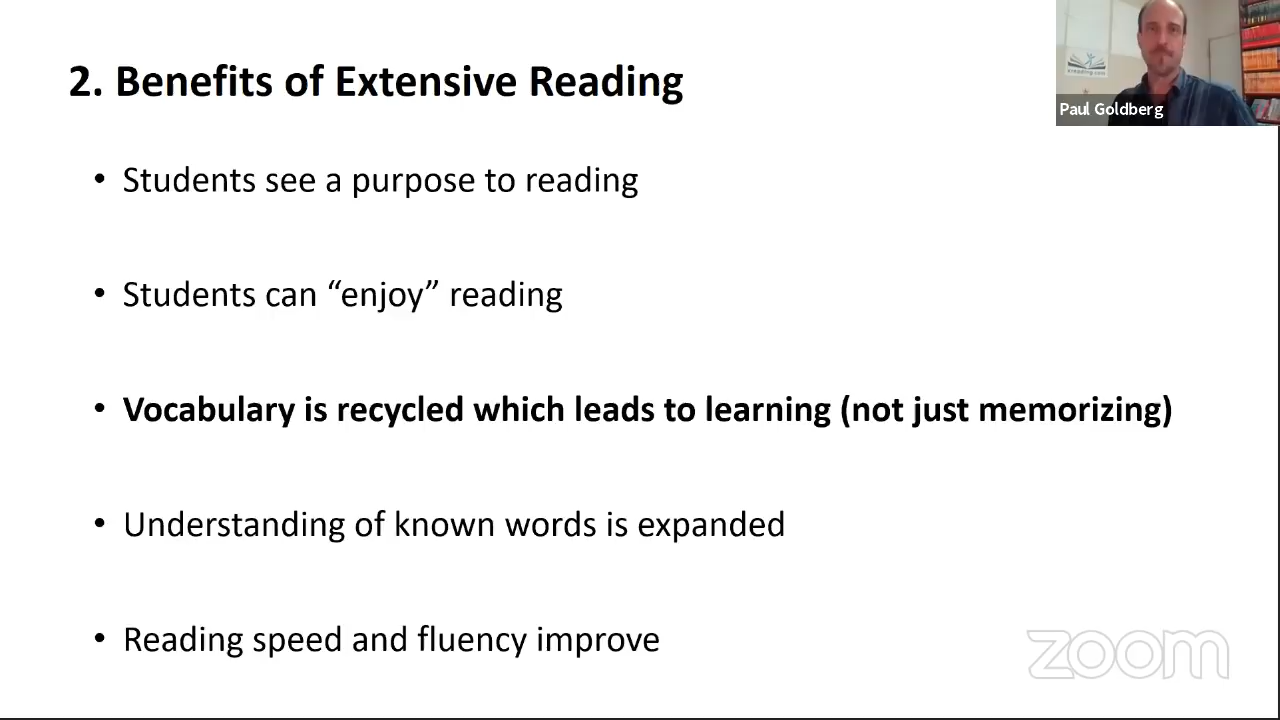 2. Benefits of Extensive Reading
Paul Goldberg
• Students see a purpose to reading
• Students can “enjoy” reading
• Vocabulary is recycled which leads to learning (not just memorizing)
• Understanding of known words is expanded
• Reading speed and fluency improve
zoom